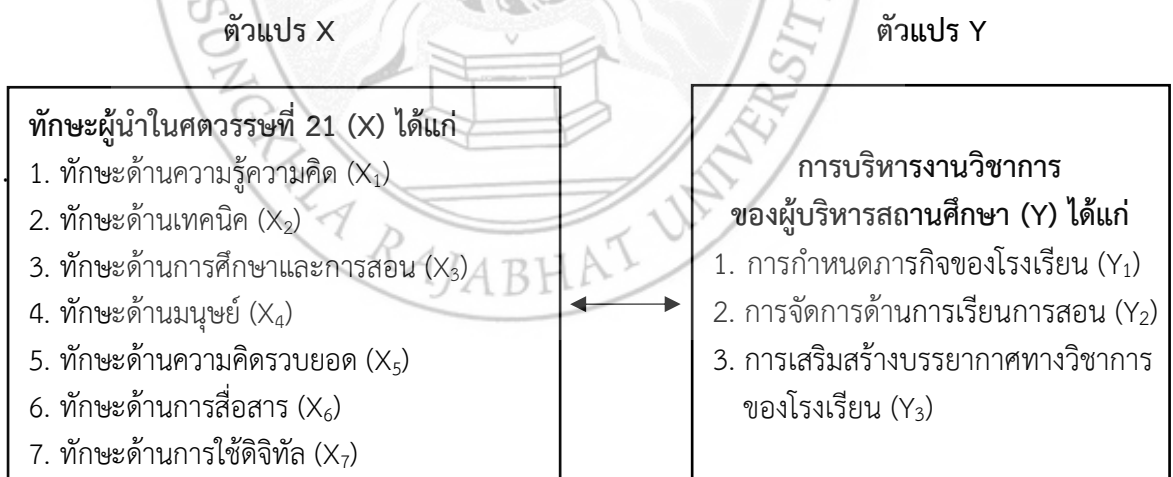 ตัวแปร X
ตัวแปร Y
ทักษะผู้นำในศตวรรษที่ 21 (X) ได้แก่
1. ทักษะด้านความรู้ความคิด (X₁)
2. ทักษะด้านเทคนิค (X₂)
3. ทักษะด้านการศึกษาและการสอน (X₃)
4. ทักษะด้านมนุษย์ (X₄)
5. ทักษะด้านความคิดรวบยอด (X₅)
6. ทักษะด้านการสื่อสาร (X₆)
7. ทักษะด้านการใช้ดิจิทัล (X₇)
การบริหารงานวิชาการ
ของผู้บริหารสถานศึกษา (Y) ได้แก่
1. การกำหนดภารกิจของโรงเรียน (Y₁)
2. การจัดการด้านการเรียนการสอน (Y₂)
3. การเสริมสร้างบรรยากาศทางวิชาการ
ของโรงเรียน (Y₃)
SONGKHLA RAJABHAT UNIVERSIT